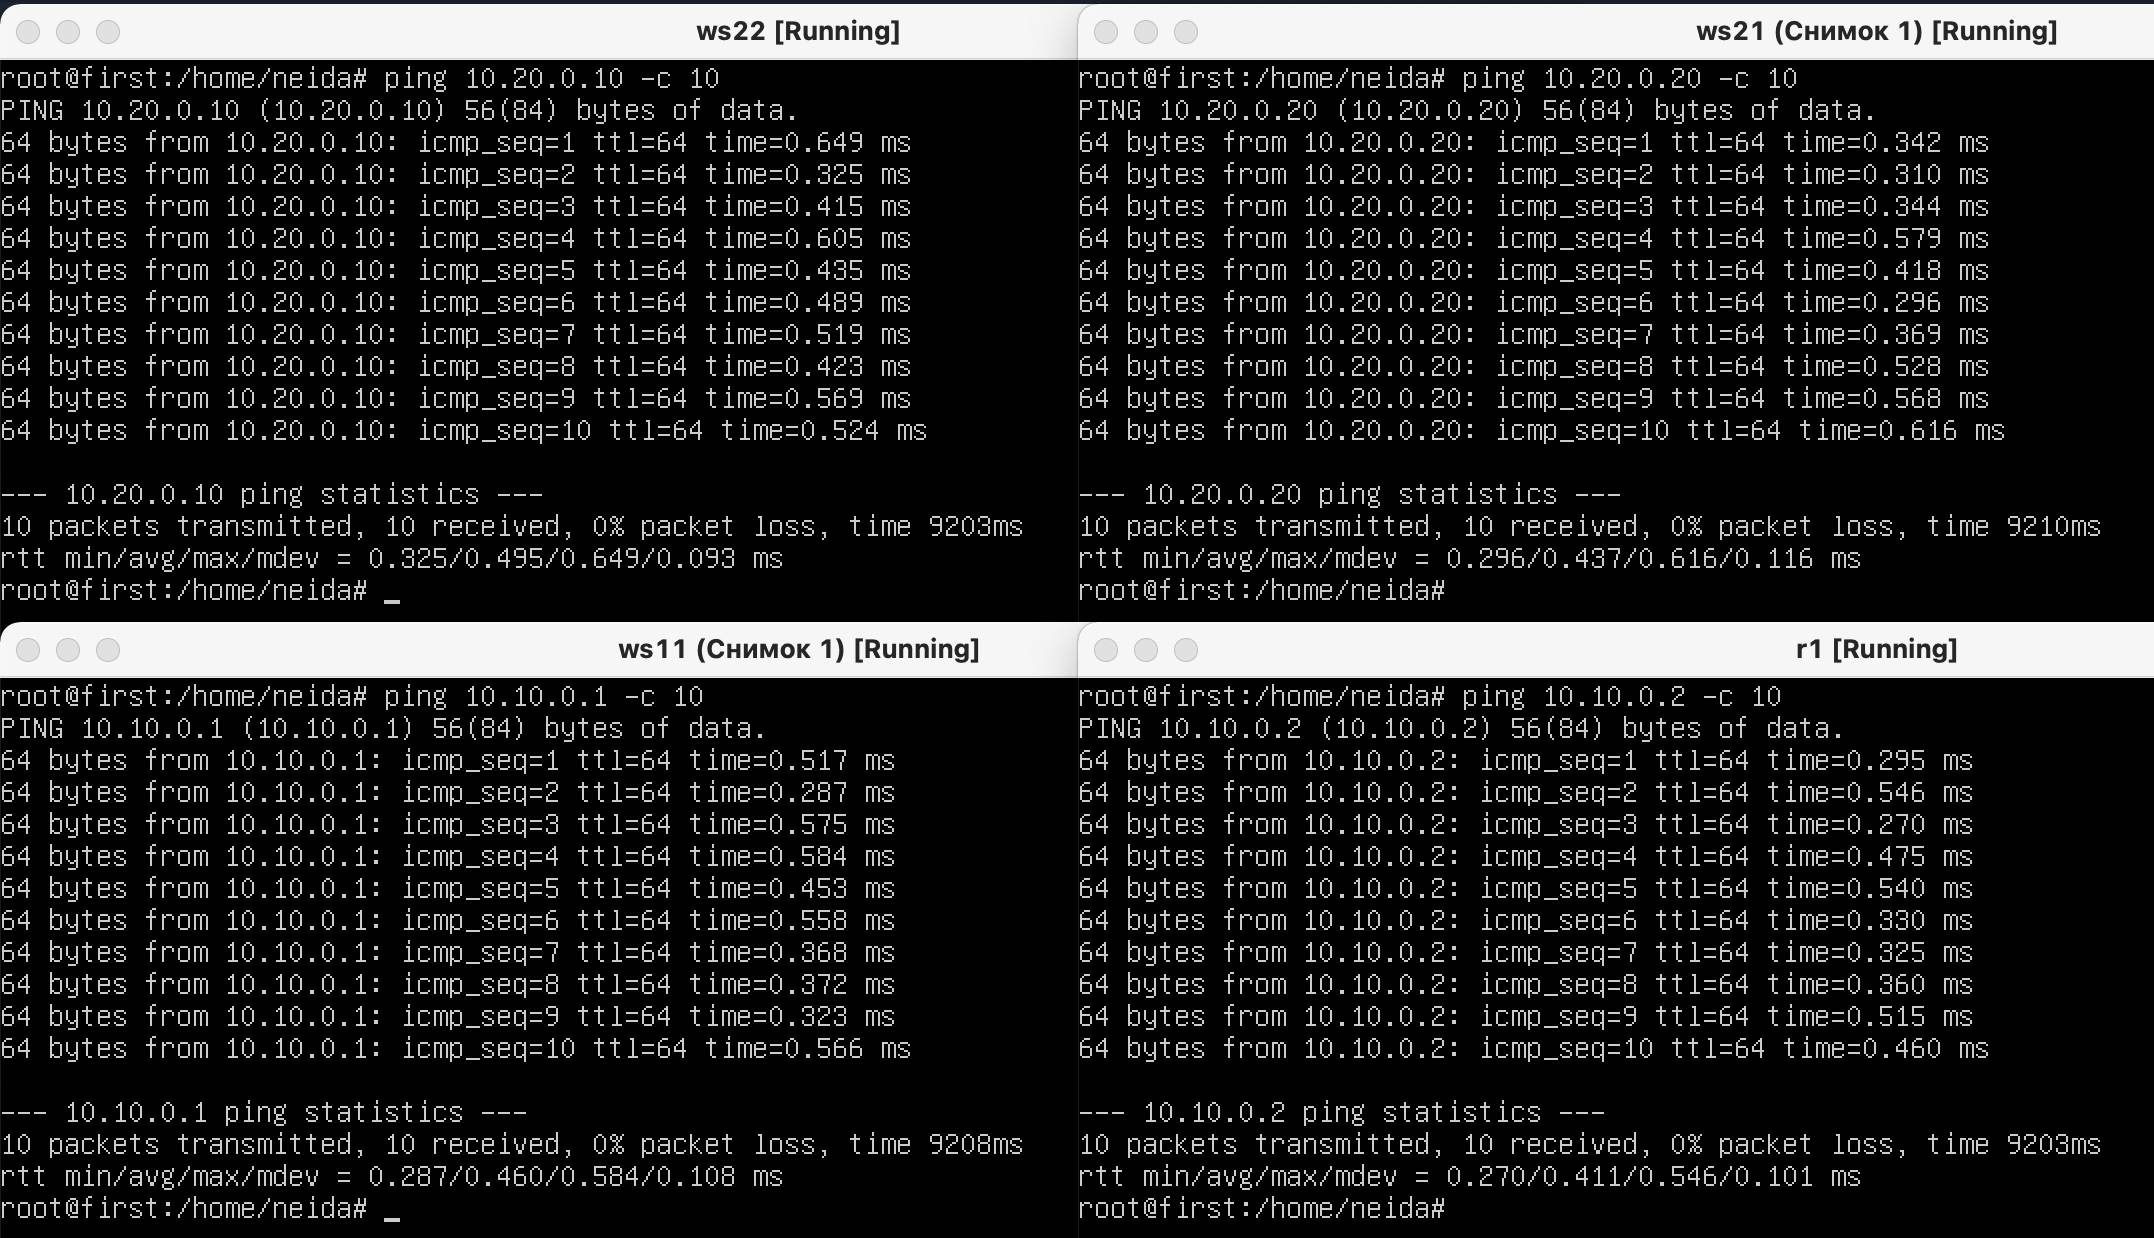 ws22 [Running]
root@first:/home/neida# ping 10.20.0.10 -c 10
PING 10.20.0.10 (10.20.0.10) 56(84) bytes of data.
64 bytes from 10.20.0.10: icmp_seq=1 ttl=64 time=0.649 ms
64 bytes from 10.20.0.10: icmp_seq=2 ttl=64 time=0.325 ms
64 bytes from 10.20.0.10: icmp_seq=3 ttl=64 time=0.415 ms
64 bytes from 10.20.0.10: icmp_seq=4 ttl=64 time=0.605 ms
64 bytes from 10.20.0.10: icmp_seq=5 ttl=64 time=0.435 ms
64 bytes from 10.20.0.10: icmp_seq=6 ttl=64 time=0.489 ms
64 bytes from 10.20.0.10: icmp_seq=7 ttl=64 time=0.519 ms
64 bytes from 10.20.0.10: icmp_seq=8 ttl=64 time=0.423 ms
64 bytes from 10.20.0.10: icmp_seq=9 ttl=64 time=0.569 ms
64 bytes from 10.20.0.10: icmp_seq=10 ttl=64 time=0.524 ms
--- 10.20.0.10 ping statistics ---
10 packets transmitted, 10 received, 0% packet loss, time 9203ms
rtt min/avg/max/mdev = 0.325/0.495/0.649/0.093 ms
root@first:/home/neida# _
ws21 (Снимок 1) [Running]
root@first:/home/neida# ping 10.20.0.20 -c 10
PING 10.20.0.20 (10.20.0.20) 56(84) bytes of data.
64 bytes from 10.20.0.20: icmp_seq=1 ttl=64 time=0.342 ms
64 bytes from 10.20.0.20: icmp_seq=2 ttl=64 time=0.310 ms
64 bytes from 10.20.0.20: icmp_seq=3 ttl=64 time=0.344 ms
64 bytes from 10.20.0.20: icmp_seq=4 ttl=64 time=0.579 ms
64 bytes from 10.20.0.20: icmp_seq=5 ttl=64 time=0.418 ms
64 bytes from 10.20.0.20: icmp_seq=6 ttl=64 time=0.296 ms
64 bytes from 10.20.0.20: icmp_seq=7 ttl=64 time=0.369 ms
64 bytes from 10.20.0.20: icmp_seq=8 ttl=64 time=0.528 ms
64 bytes from 10.20.0.20: icmp_seq=9 ttl=64 time=0.568 ms
64 bytes from 10.20.0.20: icmp_seq=10 ttl=64 time=0.616 ms
--- 10.20.0.20 ping statistics ---
10 packets transmitted, 10 received, 0% packet loss, time 9210ms
rtt min/avg/max/mdev = 0.296/0.437/0.616/0.116 ms
root@first:/home/neida#
ws11 (Снимок 1) [Running]
root@first:/home/neida# ping 10.10.0.1 -c 10
PING 10.10.0.1 (10.10.0.1) 56(84) bytes of data.
64 bytes from 10.10.0.1: icmp_seq=1 ttl=64 time=0.517 ms
64 bytes from 10.10.0.1: icmp_seq=2 ttl=64 time=0.287 ms
64 bytes from 10.10.0.1: icmp_seq=3 ttl=64 time=0.575 ms
64 bytes from 10.10.0.1: icmp_seq=4 ttl=64 time=0.584 ms
64 bytes from 10.10.0.1: icmp_seq=5 ttl=64 time=0.453 ms
64 bytes from 10.10.0.1: icmp_seq=6 ttl=64 time=0.558 ms
64 bytes from 10.10.0.1: icmp_seq=7 ttl=64 time=0.368 ms
64 bytes from 10.10.0.1: icmp_seq=8 ttl=64 time=0.372 ms
64 bytes from 10.10.0.1: icmp_seq=9 ttl=64 time=0.323 ms
64 bytes from 10.10.0.1: icmp_seq=10 ttl=64 time=0.566 ms
--- 10.10.0.1 ping statistics ---
10 packets transmitted, 10 received, 0% packet loss, time 9208ms
rtt min/avg/max/mdev = 0.287/0.460/0.584/0.108 ms
root@first:/home/neida# _
r1 [Running]
root@first:/home/neida# ping 10.10.0.2 -c 10
PING 10.10.0.2 (10.10.0.2) 56(84) bytes of data.
64 bytes from 10.10.0.2: icmp_seq=1 ttl=64 time=0.295 ms
64 bytes from 10.10.0.2: icmp_seq=2 ttl=64 time=0.546 ms
64 bytes from 10.10.0.2: icmp_seq=3 ttl=64 time=0.270 ms
64 bytes from 10.10.0.2: icmp_seq=4 ttl=64 time=0.475 ms
64 bytes from 10.10.0.2: icmp_seq=5 ttl=64 time=0.540 ms
64 bytes from 10.10.0.2: icmp_seq=6 ttl=64 time=0.330 ms
64 bytes from 10.10.0.2: icmp_seq=7 ttl=64 time=0.325 ms
64 bytes from 10.10.0.2: icmp_seq=8 ttl=64 time=0.360 ms
64 bytes from 10.10.0.2: icmp_seq=9 ttl=64 time=0.515 ms
64 bytes from 10.10.0.2: icmp_seq=10 ttl=64 time=0.460 ms
--- 10.10.0.2 ping statistics ---
10 packets transmitted, 10 received, 0% packet loss, time 9203ms
rtt min/avg/max/mdev = 0.270/0.411/0.546/0.101 ms
root@first:/home/neida#